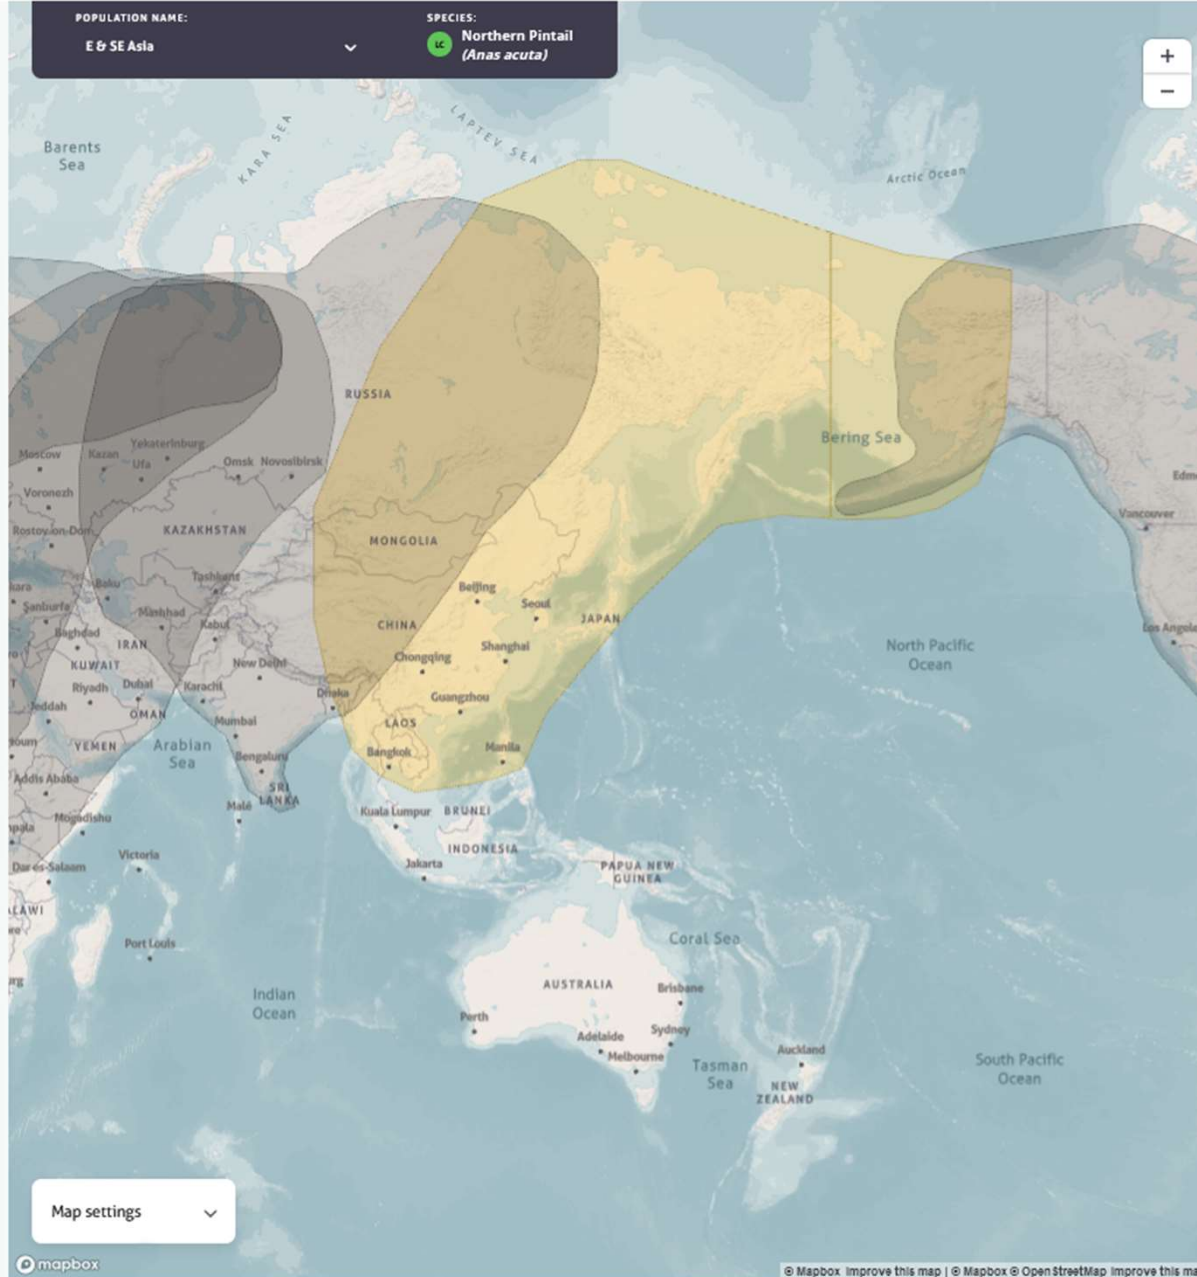 POPULATION NAME:
E & SE Asia
SPECIES:
LC
Northern Pintail
(Anas acuta)
+
−
Barents
Sea
KARA SEA
LAPTEV SEA
Arctic Ocean
RUSSIA
Bering Sea
Moscow
Kazan
Yekaterinburg
Ufa
Omsk
Novosibirsk
Voronezh
Rostov-on-Don
KAZAKHSTAN
MONGOLIA
Vancouver
Baku
Tashkent
Beijing
Şanlıurfa
Mashhad
Kabul
Seoul
JAPAN
Baghdad
IRAN
CHINA
Shanghai
Los Angele
KUWAIT
New Delhi
Chongqing
North Pacific
Ocean
Riyadh
Dubai
Karachi
Dhaka
Guangzhou
Jeddah
OMAN
Mumbai
LAOS
YEMEN
Arabian
Sea
Bengaluru
Bangkok
Manila
Addis Ababa
SRI
LANKA
Malé
Mogadishu
Kuala Lumpur
BRUNEI
INDONESIA
Victoria
Dar es-Salaam
Jakarta
PAPUA NEW
GUINEA
Port Louis
Coral Sea
Indian
Ocean
AUSTRALIA
Brisbane
Perth
Adelaide
Sydney
Melbourne
Tasman
Sea
Auckland
NEW
ZEALAND
South Pacific
Ocean
Map settings
mapbox
© Mapbox Improve this map | © Mapbox © OpenStreetMap Improve this ma